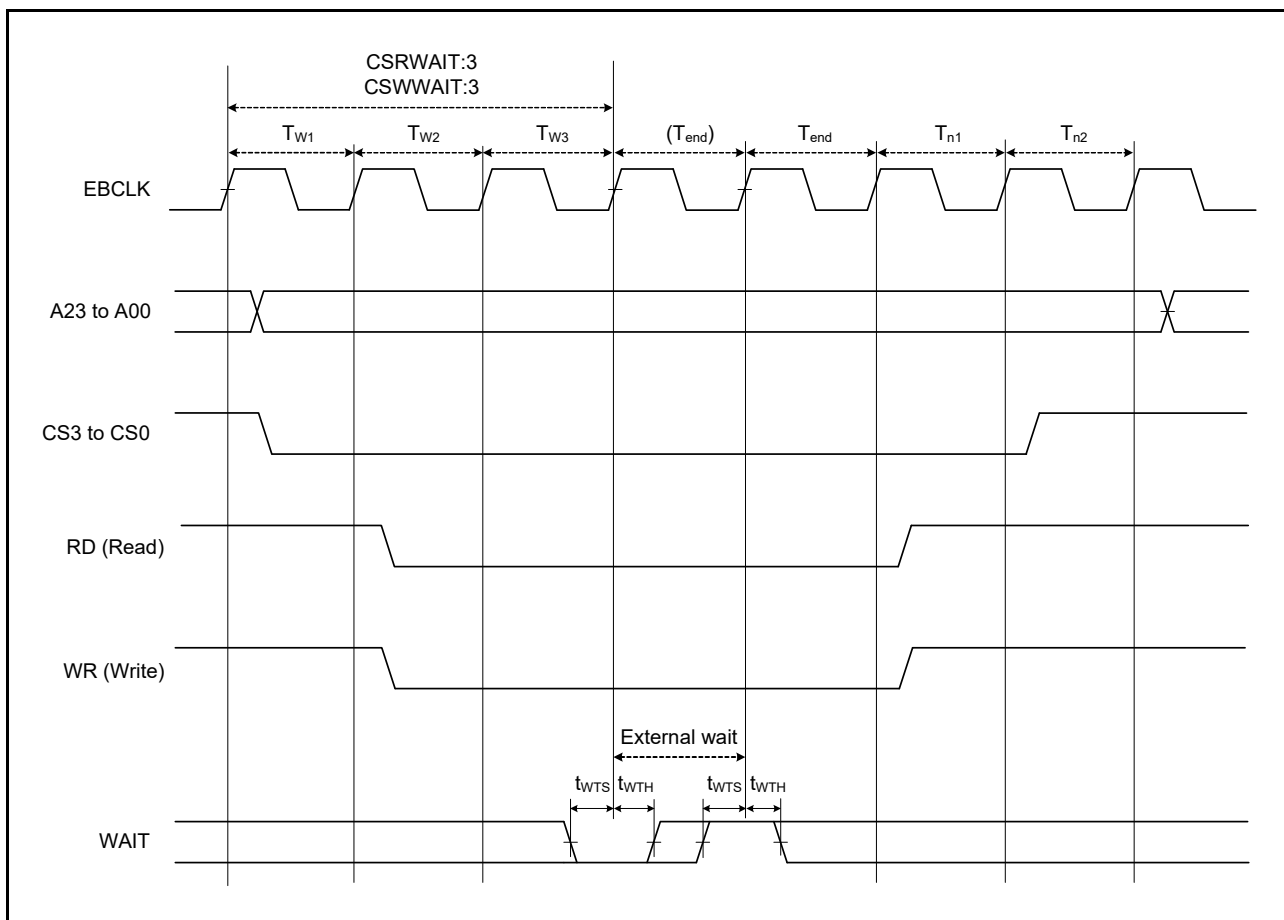 CSRWAIT:3
CSWWAIT:3
TW1 TW2 TW3 (Tend) Tend Tn1 Tn2
EBCLK
A23 to A00
CS3 to CS0
RD (Read)
WR (Write)
External wait
tWTS tWTH tWTS tWTH
WAIT